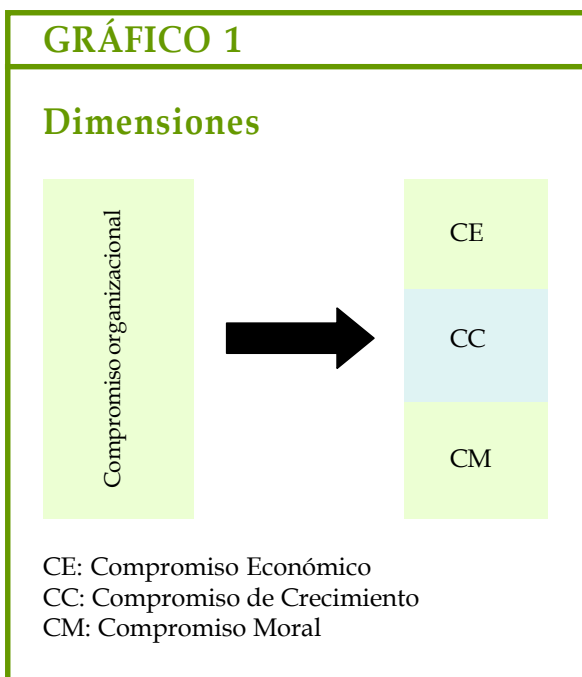 GRÁFICO 1
Dimensiones
Compromiso organizacional
CE
CC
CM
CE: Compromiso Económico
CC: Compromiso de Crecimiento
CM: Compromiso Moral